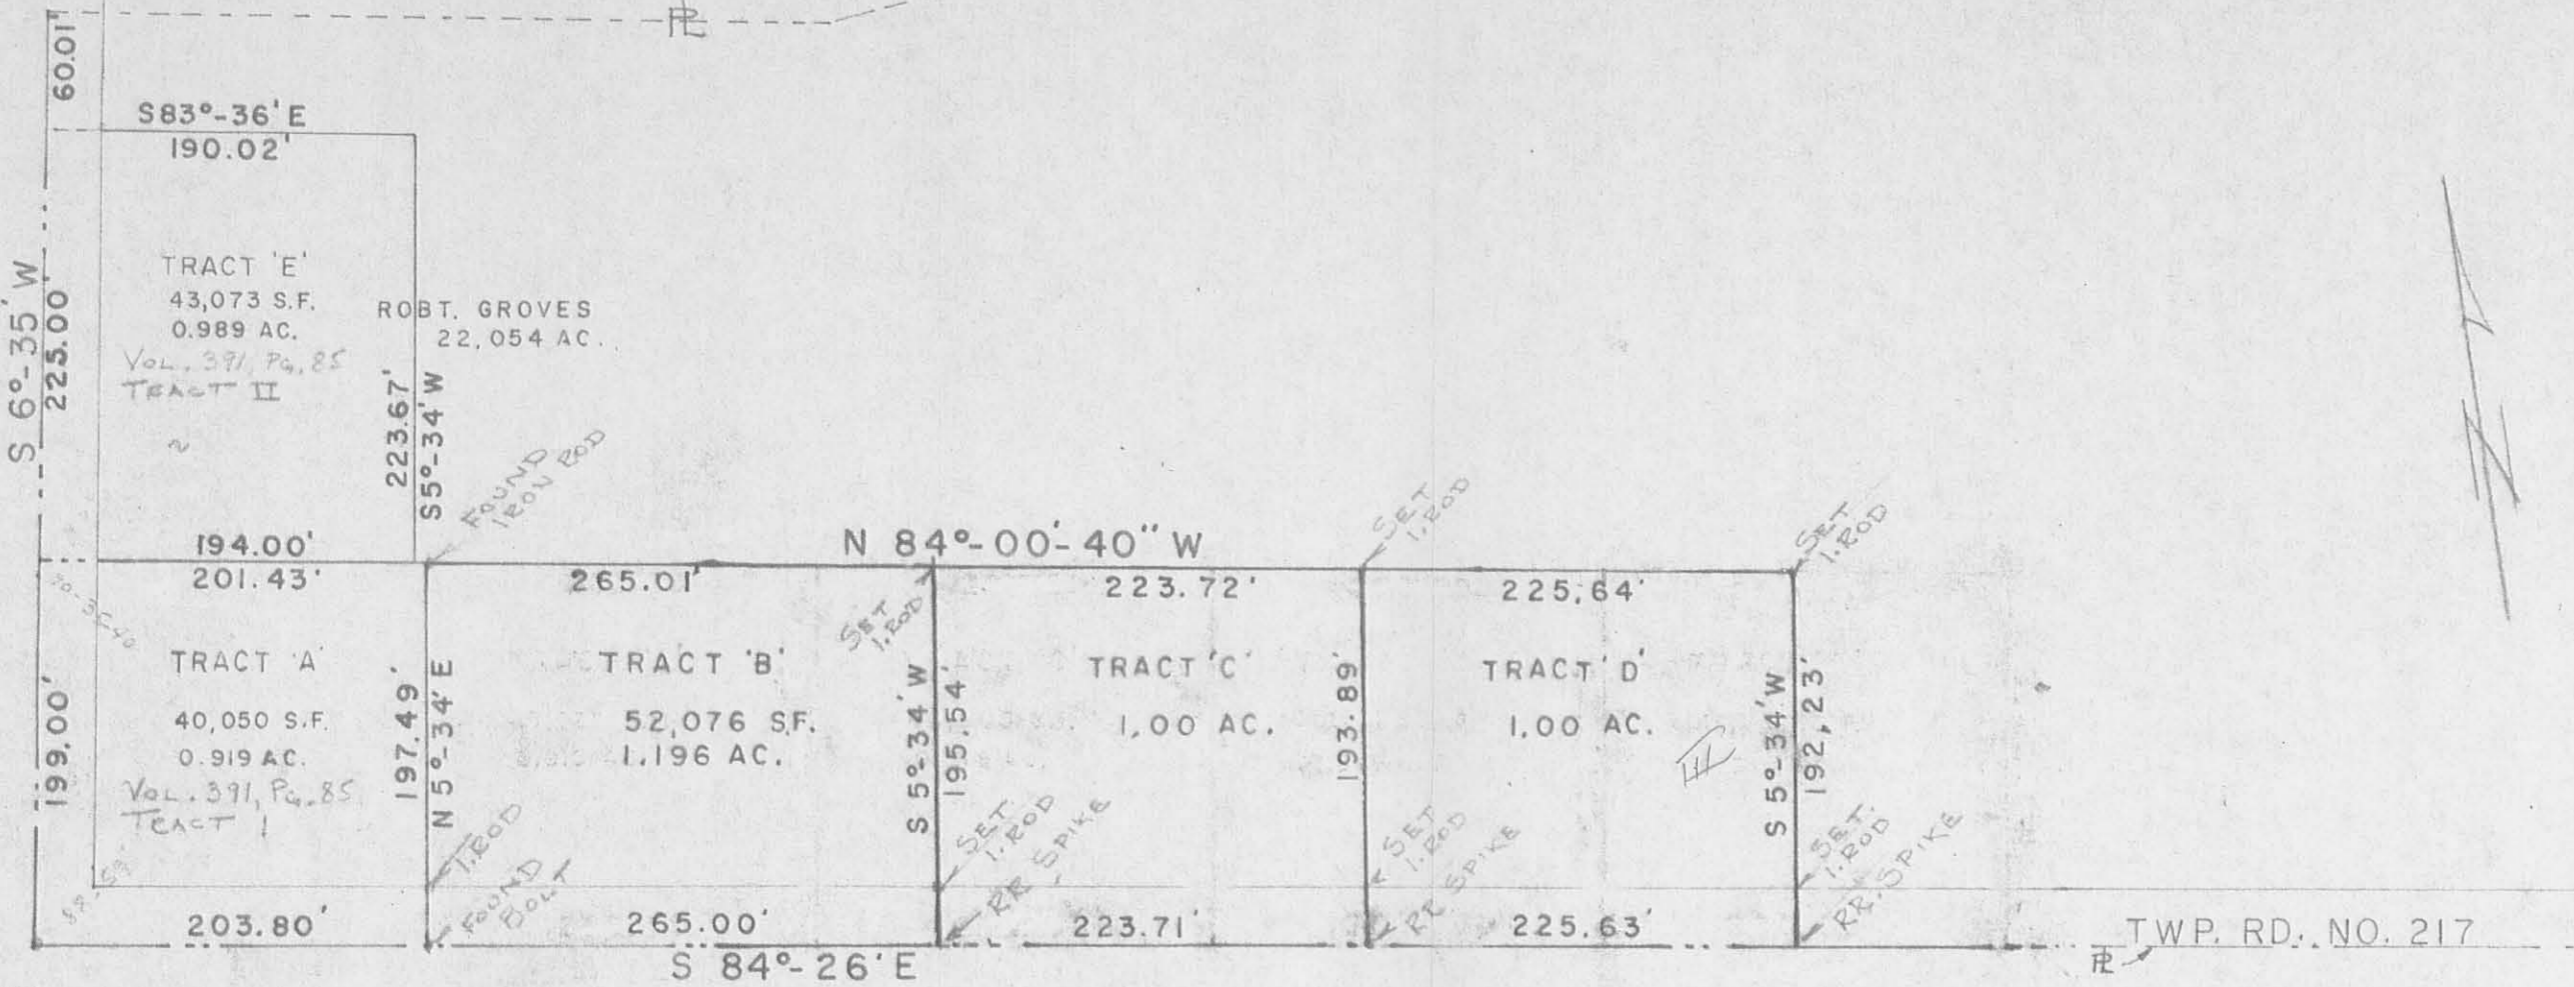 PL
60.01'
S 83°-36' E
190.02'
S 6°-35' W
225.00'
TRACT 'E'
43,073 S.F.
0.989 AC.
VOL. 391, PG. 85
TRACT II
ROBT. GROVES
22,054 AC.
223.67'
S 5°-34' W
FOUND
IRON ROD
194.00'
201.43'
N 84°-00'-40" W
265.01'
SET
I. ROD
223.72'
SET
I. ROD
225.64'
SET
I. ROD
199.00'
TRACT 'A'
40,050 S.F.
0.919 AC.
VOL. 391, PG. 85
TRACT I
197.49'
N 5°-34' E
TRACT 'B'
52,076 S.F.
1.196 AC.
S 5°-34' W
195.54'
TRACT 'C'
1.00 AC.
193.89'
TRACT 'D'
1.00 AC.
S 5°-34' W
192.23'
I. ROD
FOUND
BOLT
SET
I. ROD
RR SPIKE
SET
I. ROD
RR SPIKE
SET
I. ROD
RR. SPIKE
203.80'
265.00'
223.71'
225.63'
S 84°-26' E
TWP. RD. NO. 217
PL
N